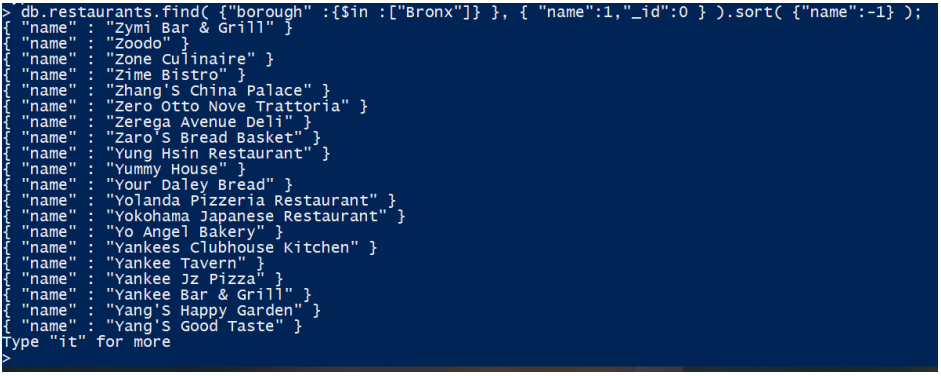 > db.restaurants.find( {"borough" :{$in :["Bronx"]} }, { "name":1,"_id":0 } ).sort( {"name":-1} );
{ "name" : "Zymi Bar & Grill" }
{ "name" : "Zoodo" }
{ "name" : "Zone Culinaire" }
{ "name" : "Zime Bistro" }
{ "name" : "Zhang'S China Palace" }
{ "name" : "Zero Otto Nove Trattoria" }
{ "name" : "Zerega Avenue Deli" }
{ "name" : "Zaro'S Bread Basket" }
{ "name" : "Yung Hsin Restaurant" }
{ "name" : "Yummy House" }
{ "name" : "Your Daley Bread" }
{ "name" : "Yolanda Pizzeria Restaurant" }
{ "name" : "Yokohama Japanese Restaurant" }
{ "name" : "Yo Angel Bakery" }
{ "name" : "Yankees Clubhouse Kitchen" }
{ "name" : "Yankee Tavern" }
{ "name" : "Yankee Jz Pizza" }
{ "name" : "Yankee Bar & Grill" }
{ "name" : "Yang'S Happy Garden" }
{ "name" : "Yang'S Good Taste" }
Type "it" for more
>